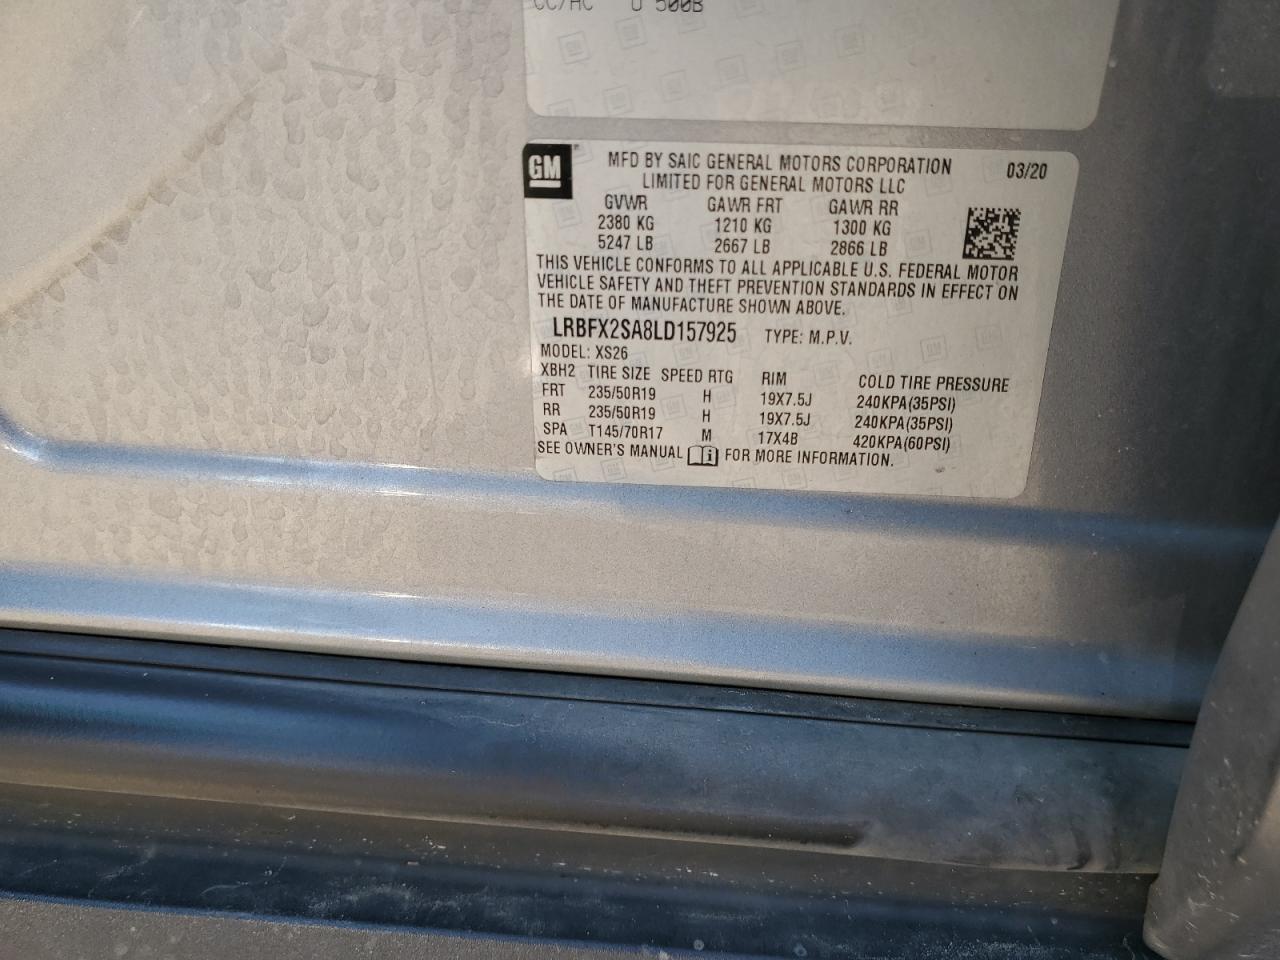 CC/AC U 500B
GM
MFD BY SAIC GENERAL MOTORS CORPORATION 03/20
LIMITED FOR GENERAL MOTORS LLC
GVWR GAWR FRT GAWR RR
2380 KG 1210 KG 1300 KG
5247 LB 2667 LB 2866 LB
THIS VEHICLE CONFORMS TO ALL APPLICABLE U.S. FEDERAL MOTOR
VEHICLE SAFETY AND THEFT PREVENTION STANDARDS IN EFFECT ON
THE DATE OF MANUFACTURE SHOWN ABOVE.
LRBFX2SA8LD157925 TYPE: M.P.V.
MODEL: XS26
XBH2 TIRE SIZE SPEED RTG RIM COLD TIRE PRESSURE
FRT 235/50R19 H 19X7.5J 240KPA(35PSI)
RR 235/50R19 H 19X7.5J 240KPA(35PSI)
SPA T145/70R17 M 17X4B 420KPA(60PSI)
SEE OWNER'S MANUAL FOR MORE INFORMATION.